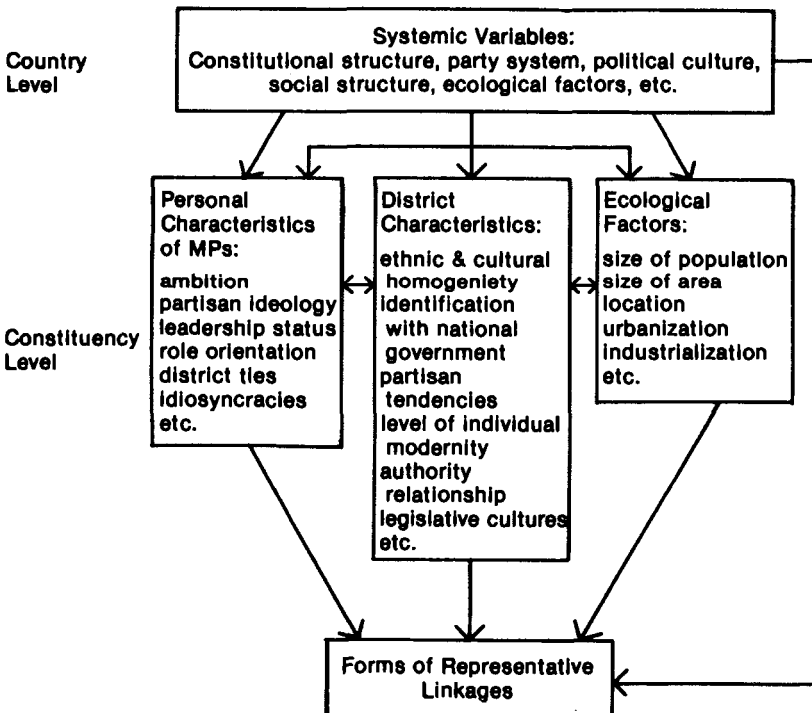 Country
Level
Systemic Variables:
Constitutional structure, party system, political culture,
social structure, ecological factors, etc.
Constituency
Level
Personal
Characteristics
of MPs:
ambition
partisan ideology
leadership status
role orientation
district ties
idiosyncracies
etc.
District
Characteristics:
ethnic & cultural
homogeniety
identification
with national
government
partisan
tendencies
level of individual
modernity
authority
relationship
legislative cultures
etc.
Ecological
Factors:
size of population
size of area
location
urbanization
industrialization
etc.
Forms of Representative
Linkages